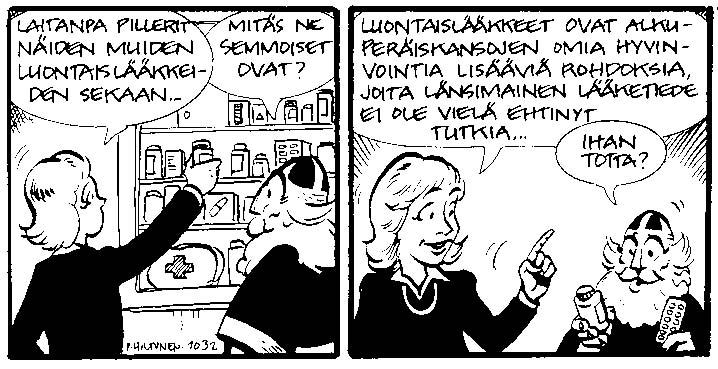 LAITANPA PILLERIT
NÄIDEN MUIDEN
LUONTAISLÄÄKKEI-
DEN SEKAAN...
MITÄS NE
SEMMOISET
OVAT?
P. HILTUNEN. 1032
LUONTAISLÄÄKKEET OVAT ALKU-
PERÄISKANSOJEN OMIA HYVIN-
VOINTIA LISÄÄVIÄ ROHDOKSIA,
JOITA LÄNSIMAINEN LÄÄKETIEDE
EI OLE VIELÄ EHTINYT
TUTKIA...
IHAN
TOTTA?